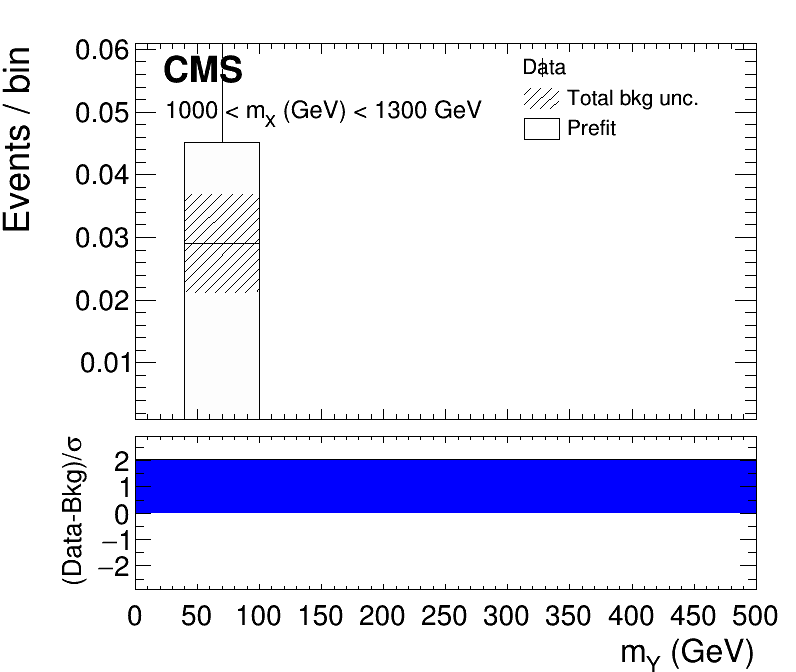 Events / bin
0.06
0.05
0.04
0.03
0.02
0.01
CMS
1000 < mX (GeV) < 1300 GeV
Data
Total bkg unc.
Prefit
(Data-Bkg)/σ
2
1
0
−1
−2
0 50 100 150 200 250 300 350 400 450 500
mY (GeV)